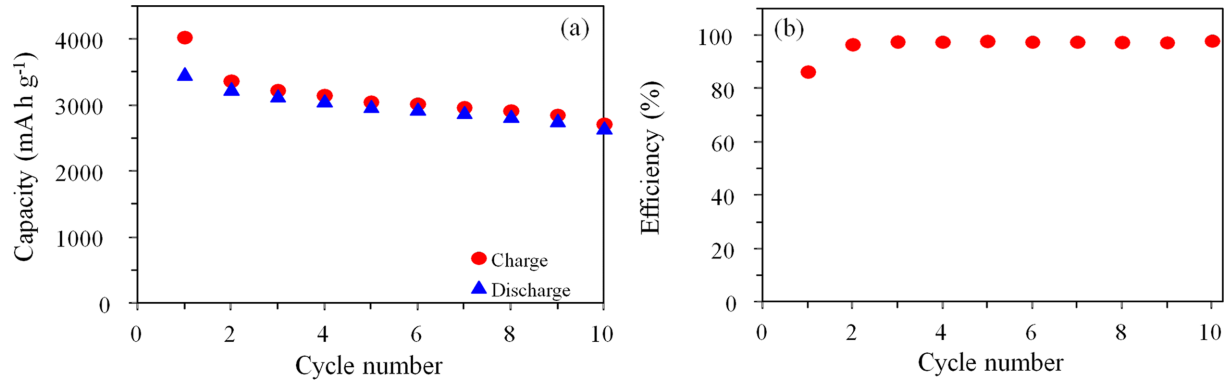 (a)
Capacity (mA h g⁻¹)
4000
3000
2000
1000
0
Charge
Discharge
0 2 4 6 8 10
Cycle number
(b)
Efficiency (%)
100
80
60
40
20
0
0 2 4 6 8 10
Cycle number